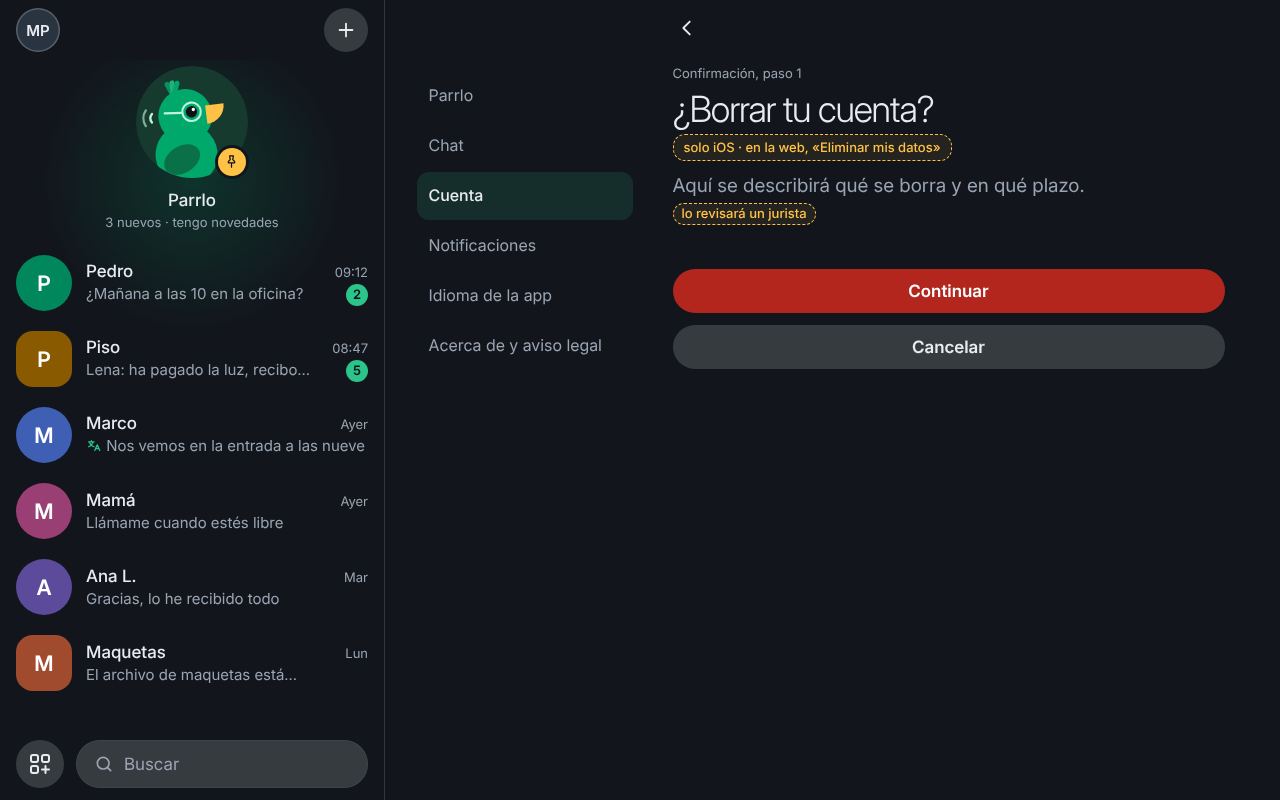 MP
Parrlo
3 nuevos · tengo novedades
P
Pedro
09:12
¿Mañana a las 10 en la oficina?
2
P
Piso
08:47
Lena: ha pagado la luz, recibo...
5
M
Marco
Ayer
Nos vemos en la entrada a las nueve
M
Mamá
Ayer
Llámame cuando estés libre
A
Ana L.
Mar
Gracias, lo he recibido todo
M
Maquetas
Lun
El archivo de maquetas está...
Buscar
Parrlo
Chat
Cuenta
Notificaciones
Idioma de la app
Acerca de y aviso legal
Confirmación, paso 1
¿Borrar tu cuenta?
solo iOS · en la web, «Eliminar mis datos»
Aquí se describirá qué se borra y en qué plazo.
lo revisará un jurista
Continuar
Cancelar